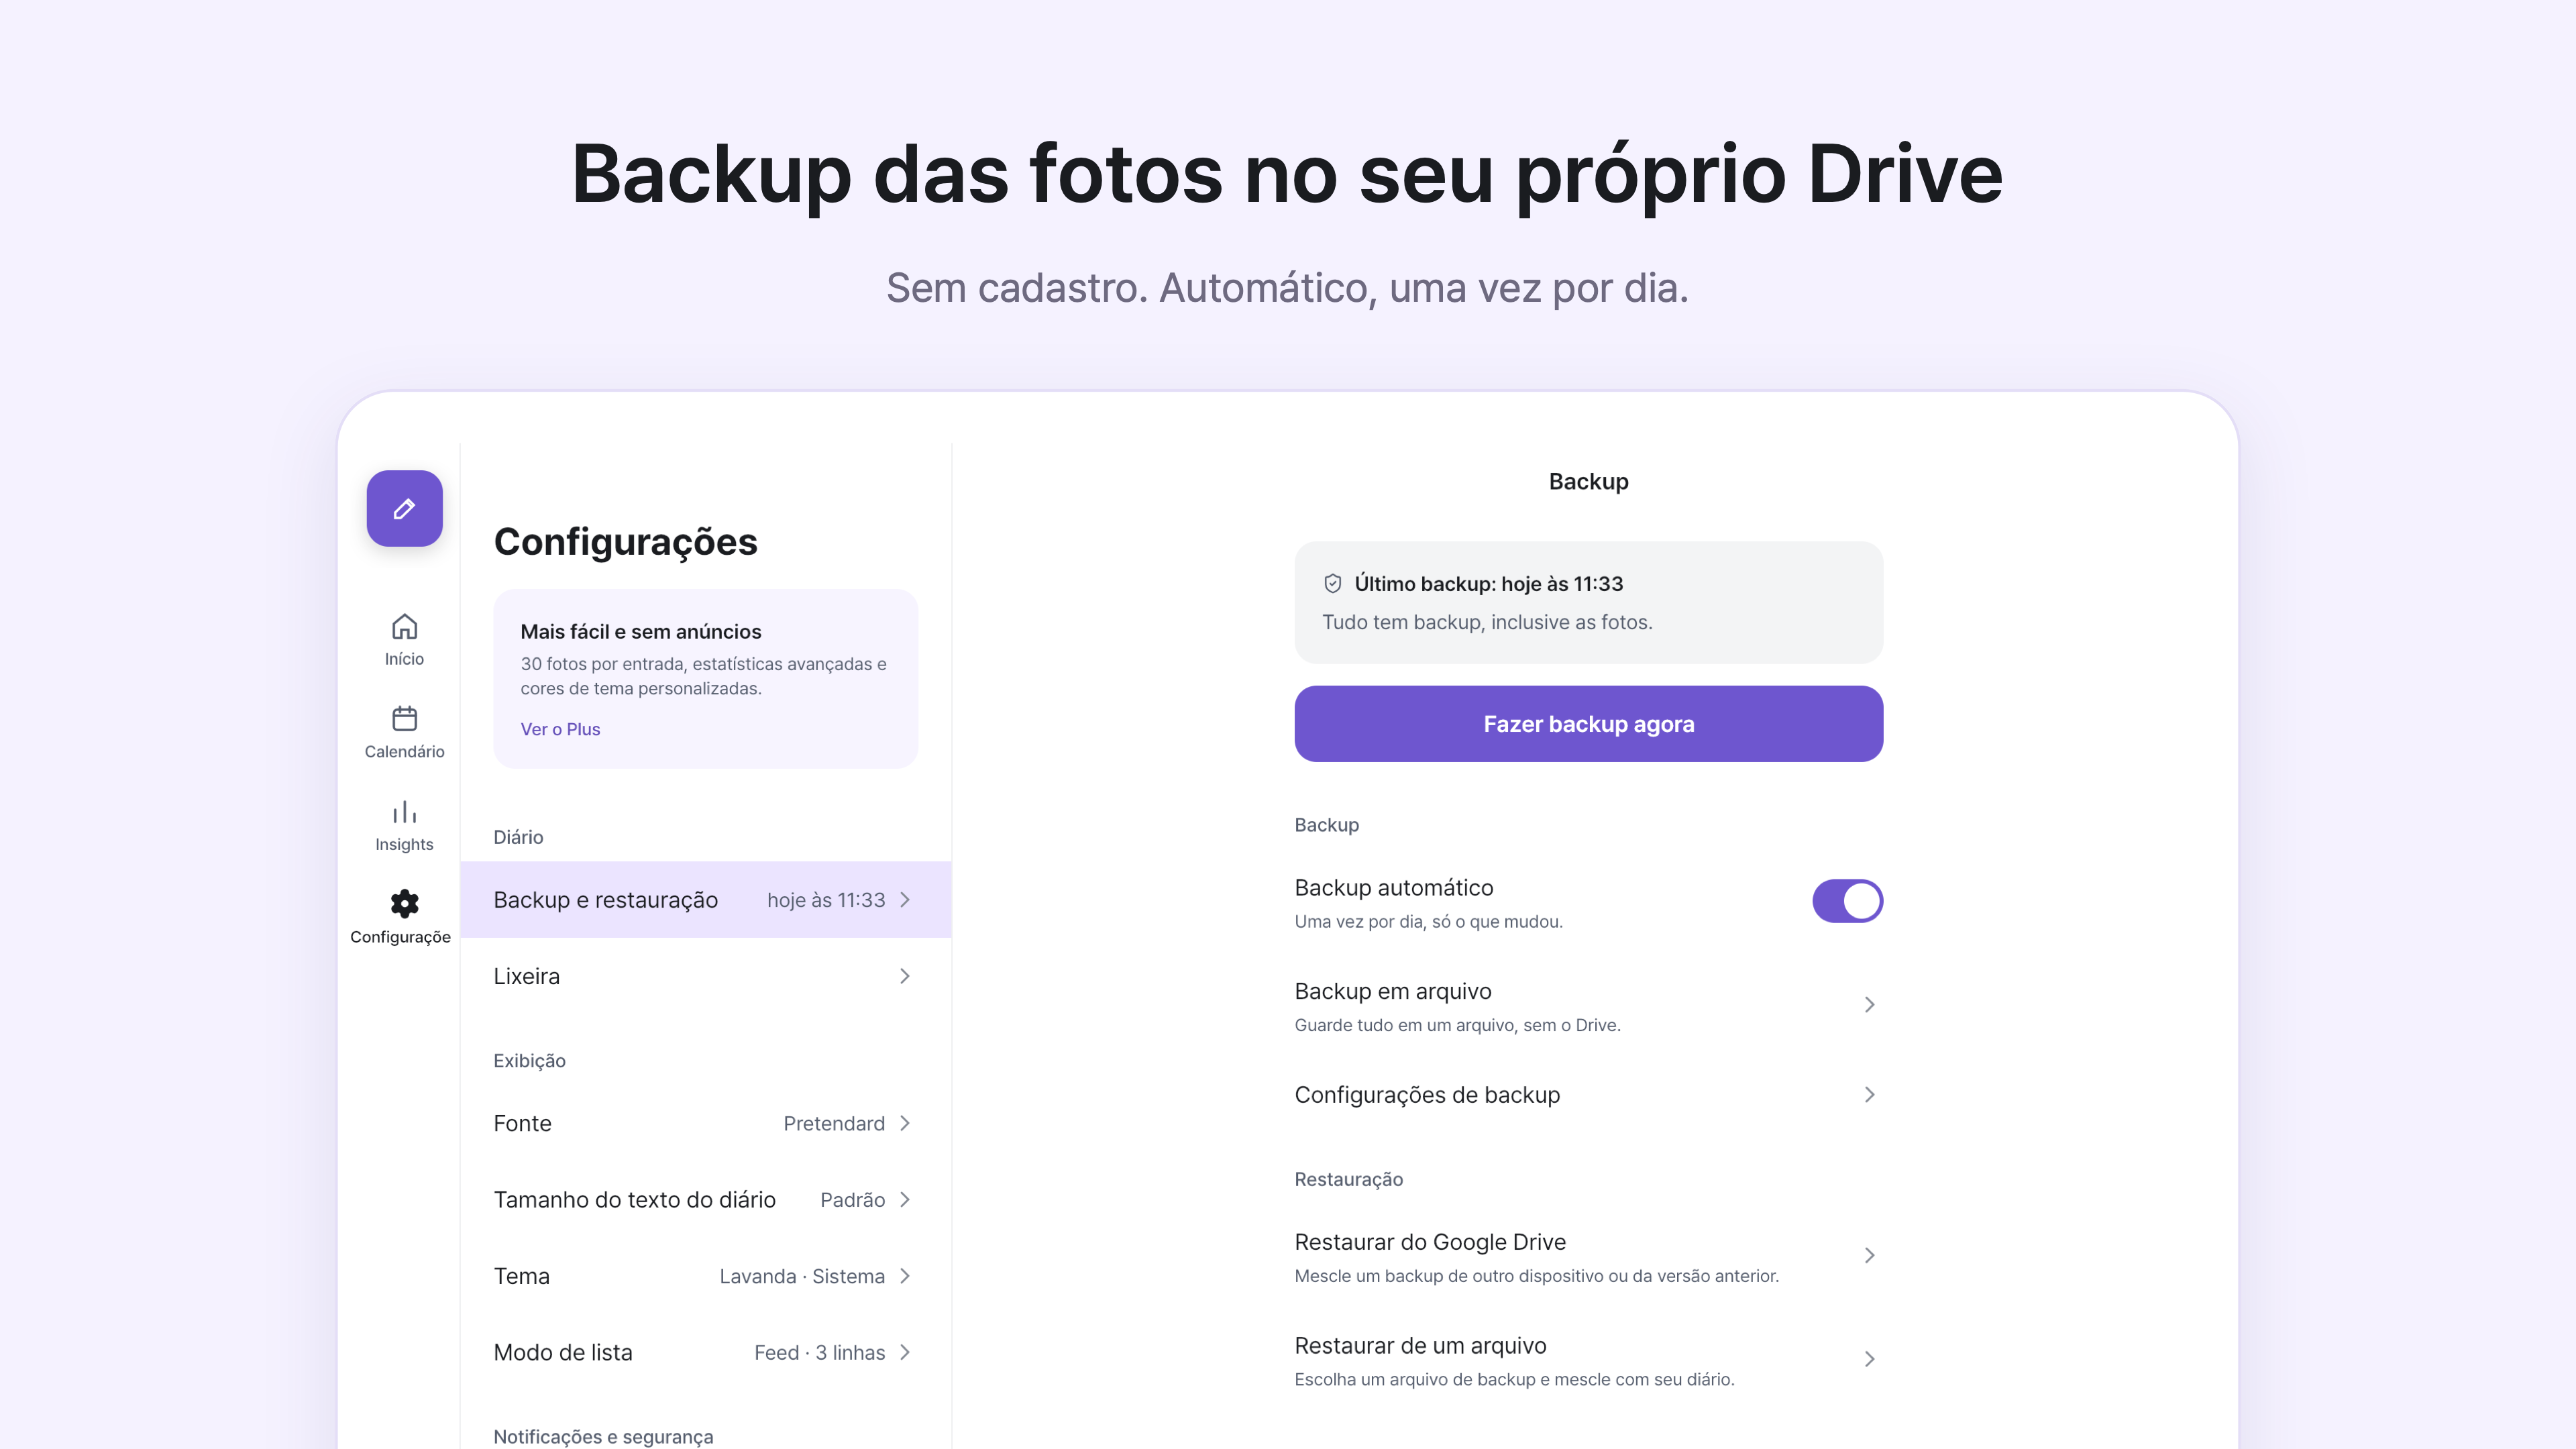 Backup das fotos no seu próprio Drive
Sem cadastro. Automático, uma vez por dia.
Início
Calendário
Insights
Configuraçõe
Configurações
Mais fácil e sem anúncios
30 fotos por entrada, estatísticas avançadas e
cores de tema personalizadas.
Ver o Plus
Diário
Backup e restauração hoje às 11:33
Lixeira
Exibição
Fonte Pretendard
Tamanho do texto do diário Padrão
Tema Lavanda · Sistema
Modo de lista Feed · 3 linhas
Notificações e segurança
Backup
Último backup: hoje às 11:33
Tudo tem backup, inclusive as fotos.
Fazer backup agora
Backup
Backup automático
Uma vez por dia, só o que mudou.
Backup em arquivo
Guarde tudo em um arquivo, sem o Drive.
Configurações de backup
Restauração
Restaurar do Google Drive
Mescle um backup de outro dispositivo ou da versão anterior.
Restaurar de um arquivo
Escolha um arquivo de backup e mescle com seu diário.